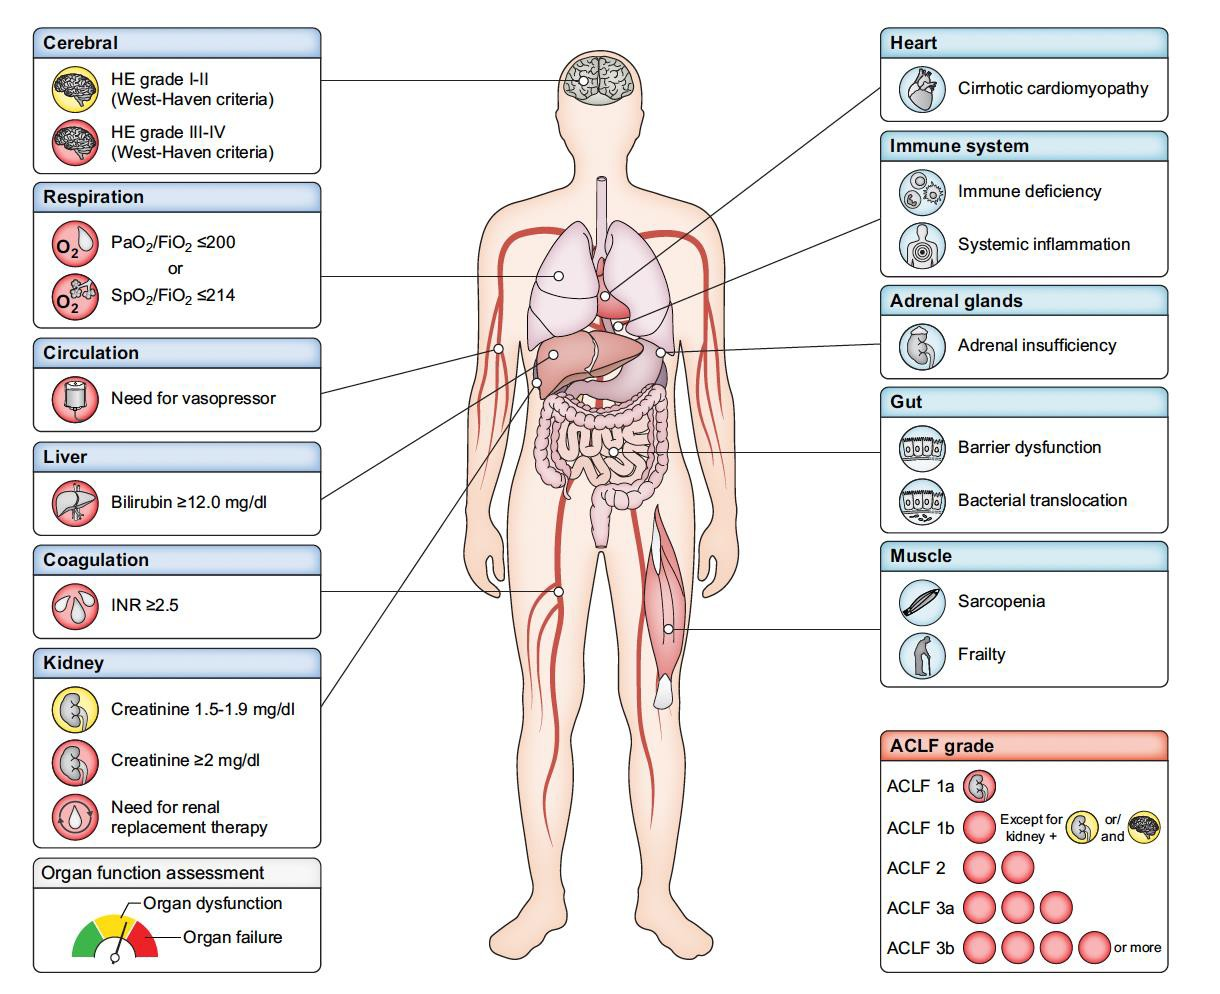 Cerebral
HE grade I-II
(West-Haven criteria)
HE grade III-IV
(West-Haven criteria)
Respiration
O2
PaO2/FiO2 ≤200
or
O2
SpO2/FiO2 ≤214
Circulation
Need for vasopressor
Liver
Bilirubin ≥12.0 mg/dl
Coagulation
INR ≥2.5
Kidney
Creatinine 1.5-1.9 mg/dl
Creatinine ≥2 mg/dl
Need for renal
replacement therapy
Organ function assessment
Organ dysfunction
Organ failure
Heart
Cirrhotic cardiomyopathy
Immune system
Immune deficiency
Systemic inflammation
Adrenal glands
Adrenal insufficiency
Gut
Barrier dysfunction
Bacterial translocation
Muscle
Sarcopenia
Frailty
ACLF grade
ACLF 1a
ACLF 1b Except for kidney + or/and
ACLF 2
ACLF 3a
ACLF 3b or more